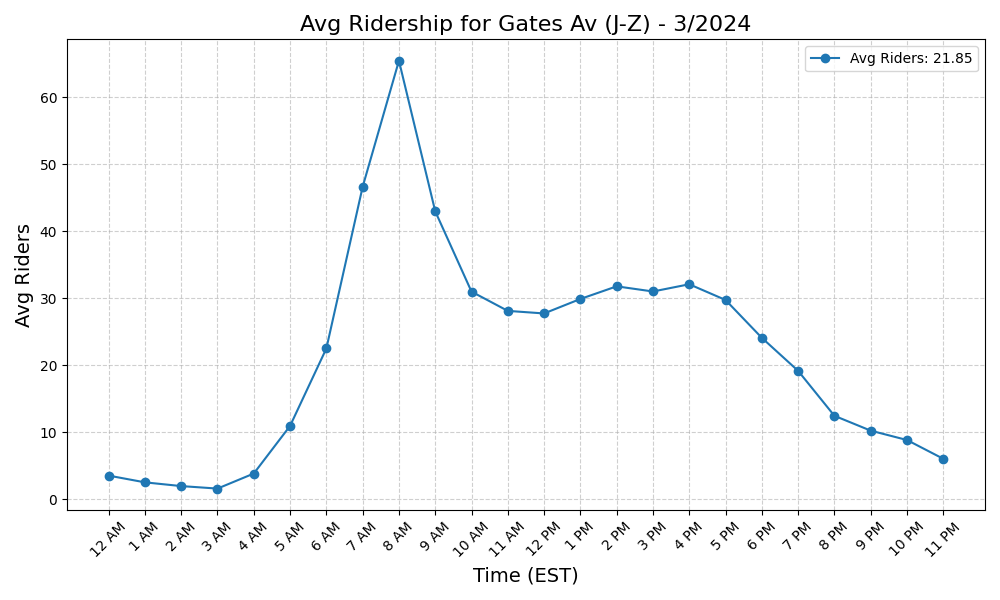 Avg Ridership for Gates Av (J-Z) - 3/2024
Avg Riders: 21.85
Avg Riders
60
50
40
30
20
10
0
12 AM
1 AM
2 AM
3 AM
4 AM
5 AM
6 AM
7 AM
8 AM
9 AM
10 AM
11 AM
12 PM
1 PM
2 PM
3 PM
4 PM
5 PM
6 PM
7 PM
8 PM
9 PM
10 PM
11 PM
Time (EST)